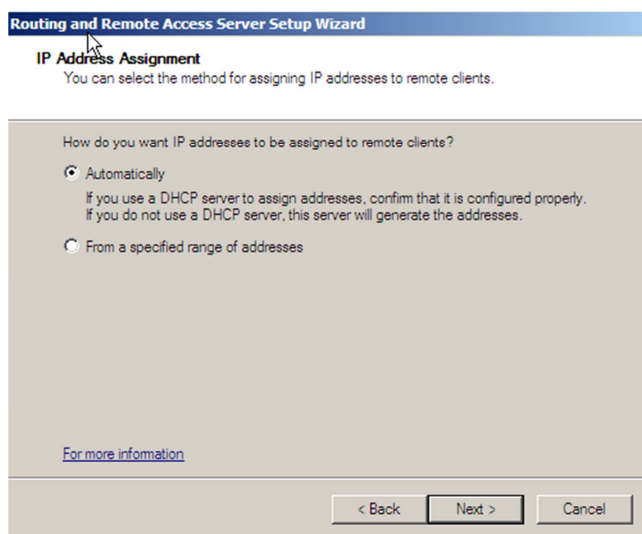 Routing and Remote Access Server Setup Wizard
IP Address Assignment
You can select the method for assigning IP addresses to remote clients.
How do you want IP addresses to be assigned to remote clients?
Automatically
If you use a DHCP server to assign addresses, confirm that it is configured properly.
If you do not use a DHCP server, this server will generate the addresses.
From a specified range of addresses
For more information
< Back
Next >
Cancel